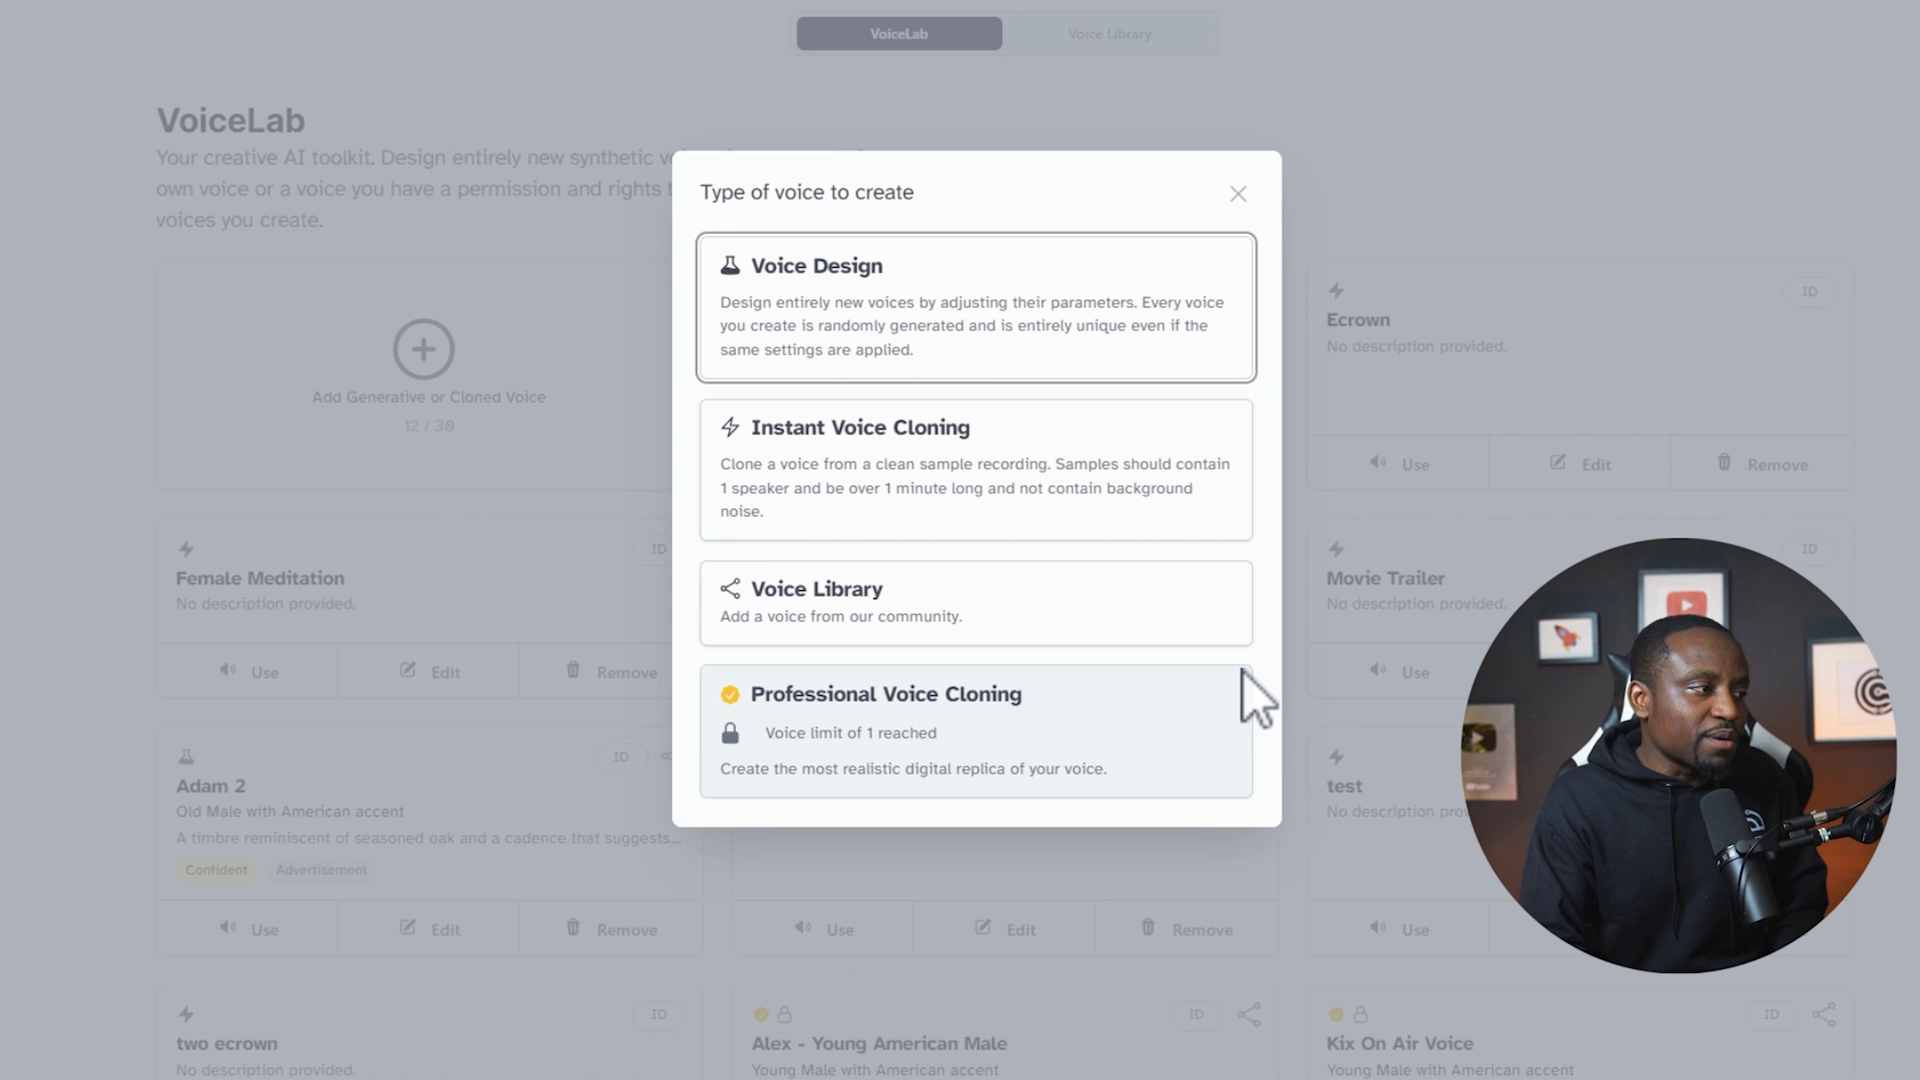 VoiceLab
Voice Library
VoiceLab
Your creative AI toolkit. Design entirely new synthetic
own voice or a voice you have a permission and rights
voices you create.
Type of voice to create
Voice Design
Design entirely new voices by adjusting their parameters. Every voice
you create is randomly generated and is entirely unique even if the
same settings are applied.
Instant Voice Cloning
Clone a voice from a clean sample recording. Samples should contain
1 speaker and be over 1 minute long and not contain background
noise.
Voice Library
Add a voice from our community.
Professional Voice Cloning
Voice limit of 1 reached
Create the most realistic digital replica of your voice.
Add Generative or Cloned Voice
12 / 30
ID
Ecrown
No description provided.
Use Edit Remove
ID
Female Meditation
No description provided.
Use Edit Remove
ID
Movie Trailer
No description provided.
Use
ID
Adam 2
Old Male with American accent
A timbre reminiscent of seasoned oak and a cadence that suggests...
Confident Advertisement
Use Edit Remove
Use Edit Remove
test
No description
Use
ID
two ecrown
No description provided.
ID
Alex - Young American Male
Young Male with American accent
ID
Kix On Air Voice
Young Male with American accent